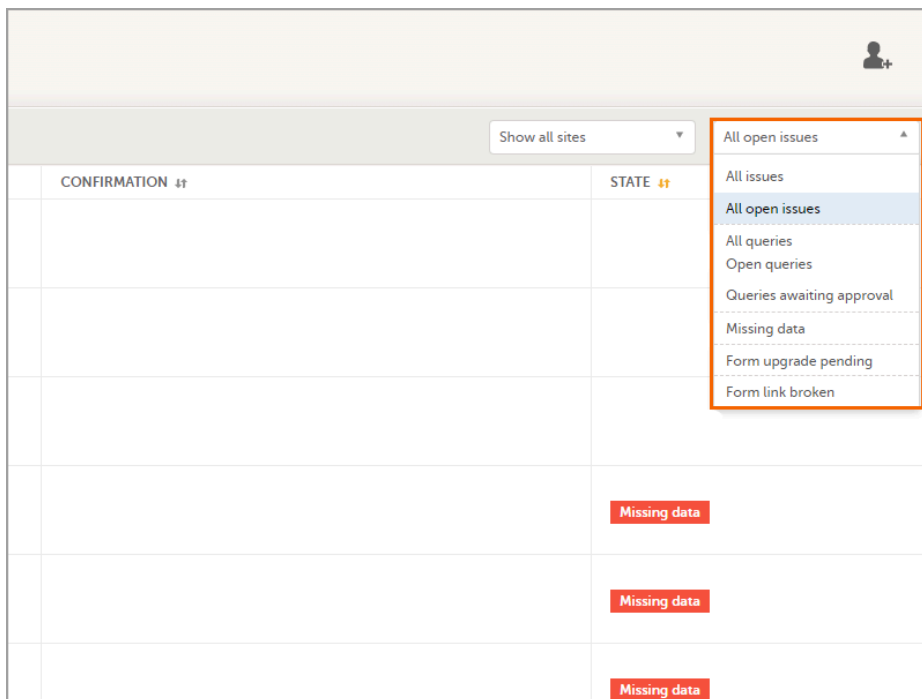 Show all sites
All open issues
CONFIRMATION
STATE
All issues
All open issues
All queries
Open queries
Queries awaiting approval
Missing data
Form upgrade pending
Form link broken
Missing data
Missing data
Missing data